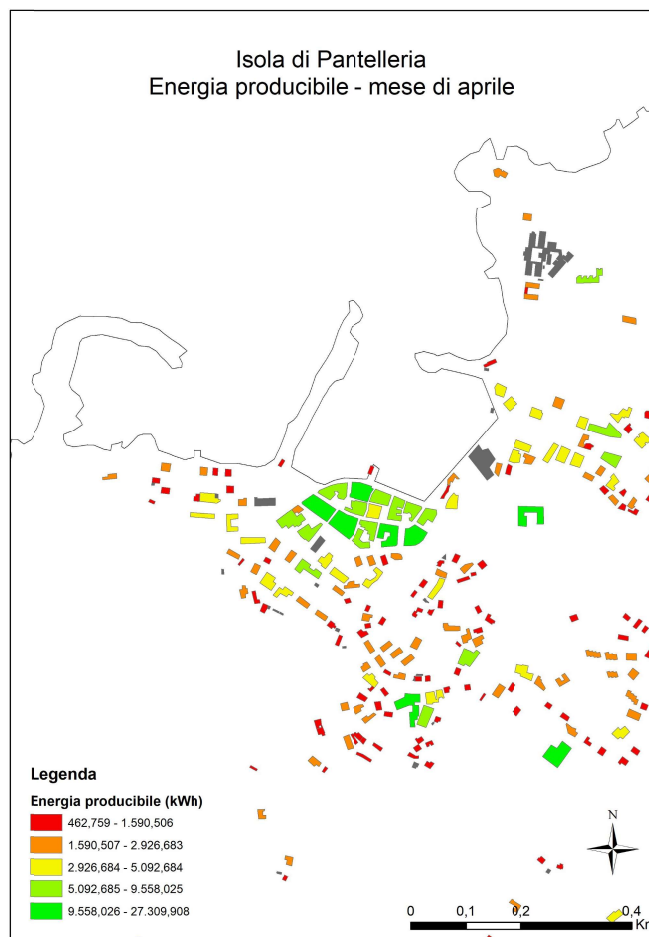 Isola di Pantelleria
Energia producibile - mese di aprile
Legenda
Energia producibile (kWh)
462,759 - 1.590,506
1.590,507 - 2.926,683
2.926,684 - 5.092,684
5.092,685 - 9.558,025
9.558,026 - 27.309,908
N
0 0,1 0,2 0,4
Km